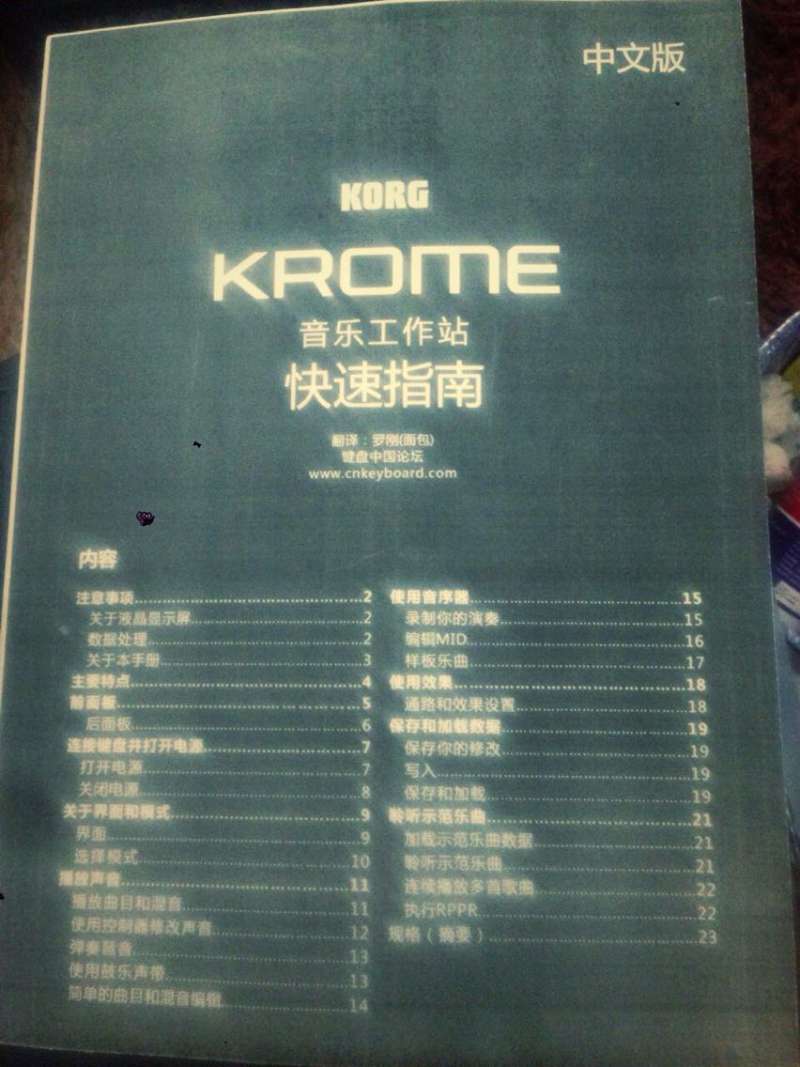 中文版
KORG
KROME
音乐工作站
快速指南
翻译：罗刚(面包)
键盘中国论坛
www.cnkeyboard.com
内容
注意事项 2
关于液晶显示屏 2
数据处理 2
关于本手册 3
主要特点 4
前面板 5
后面板 6
连接键盘并打开电源 7
打开电源 7
关闭电源 8
关于界面和模式 9
界面 9
选择模式 10
播放声音 11
播放曲目和混音 11
使用控制器修改声音 12
弹奏琶音 13
使用鼓乐声带 13
简单的曲目和混音编辑 14
使用音序器 15
录制你的演奏 15
编辑MID 16
样板乐曲 17
使用效果 18
通路和效果设置 18
保存和加载数据 19
保存你的修改 19
写入 19
保存和加载 19
聆听示范乐曲 21
加载示范乐曲数据 21
聆听示范乐曲 21
连续播放多首歌曲 22
执行RPPR 22
规格（摘要） 23